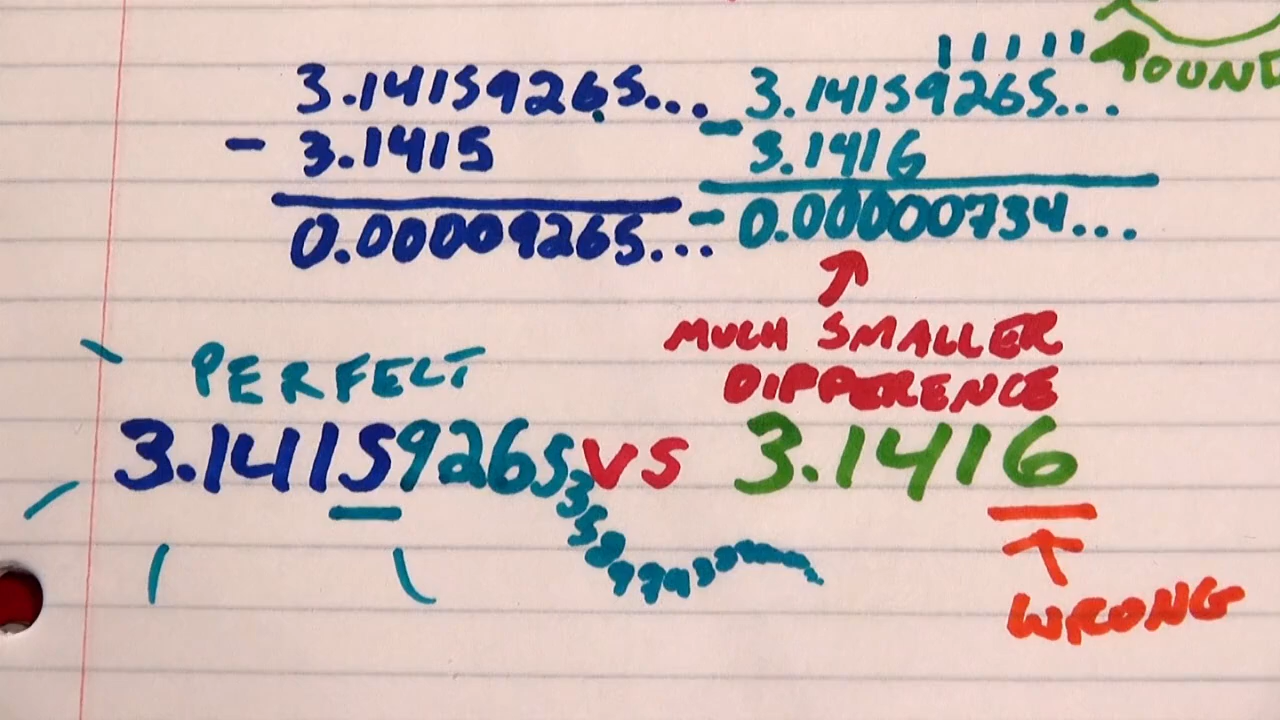 3.14159265...
- 3.1415
0.00009265...
ROUND
3.14159265...
- 3.1416
- 0.00000734...
MUCH SMALLER
DIFFERENCE
PERFECT
3.14159265 VS 3.1416
WRONG